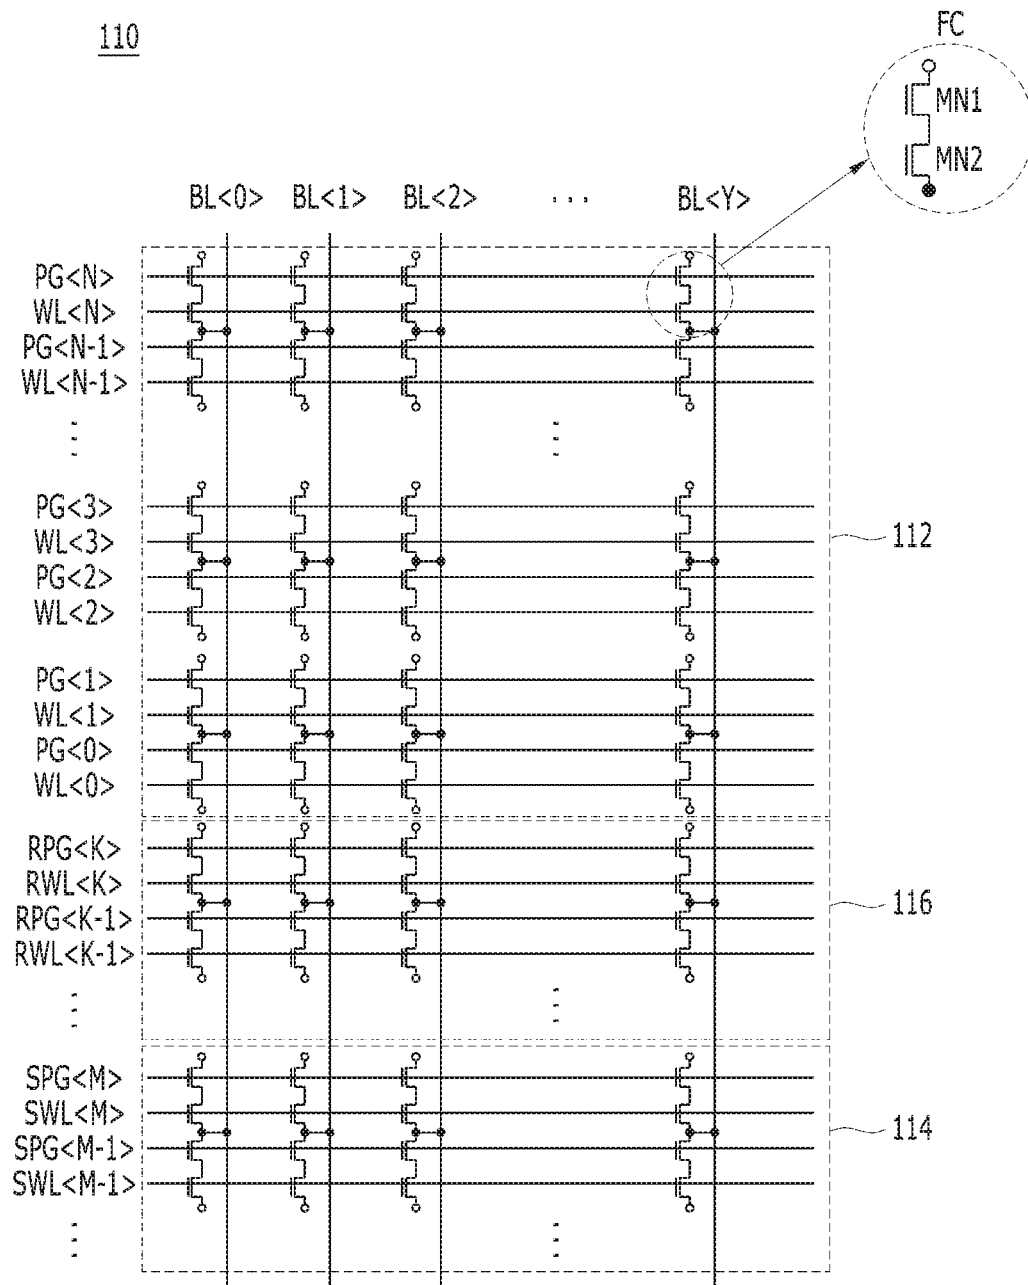 110
FC
MN1
MN2
BL<0> BL<1> BL<2> ... BL<Y>
PG<N>
WL<N>
PG<N-1>
WL<N-1>
PG<3>
WL<3>
112
PG<2>
WL<2>
PG<1>
WL<1>
PG<0>
WL<0>
RPG<K>
RWL<K>
116
RPG<K-1>
RWL<K-1>
SPG<M>
SWL<M>
114
SPG<M-1>
SWL<M-1>